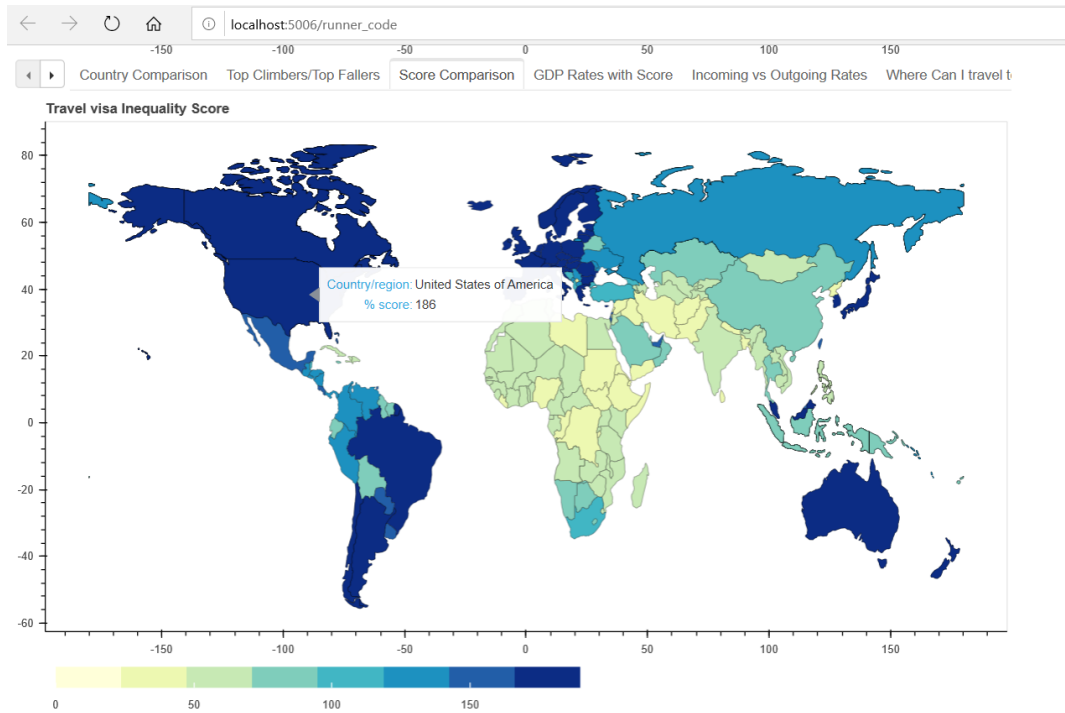 localhost:5006/runner_code
-150 -100 -50 0 50 100 150
Country Comparison Top Climbers/Top Fallers Score Comparison GDP Rates with Score Incoming vs Outgoing Rates Where Can I travel t
Travel visa Inequality Score
80
60
40
20
0
-20
-40
-60
Country/region: United States of America
% score: 186
-150 -100 -50 0 50 100 150
0 50 100 150